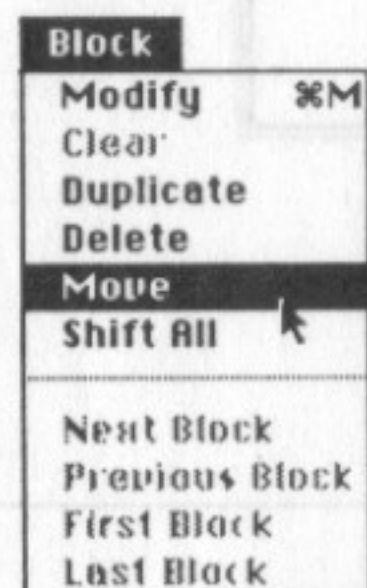 Block
Modify ⌘M
Clear
Duplicate
Delete
Move
Shift All
Next Block
Previous Block
First Block
Last Block